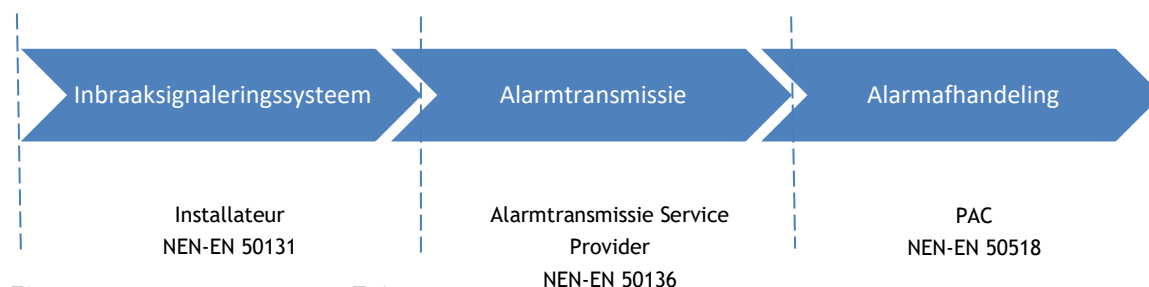 Inbraaksignaleringssysteem
Alarmtransmissie
Alarmafhandeling
Installateur
NEN-EN 50131
Alarmtransmissie Service
Provider
NEN-EN 50136
PAC
NEN-EN 50518